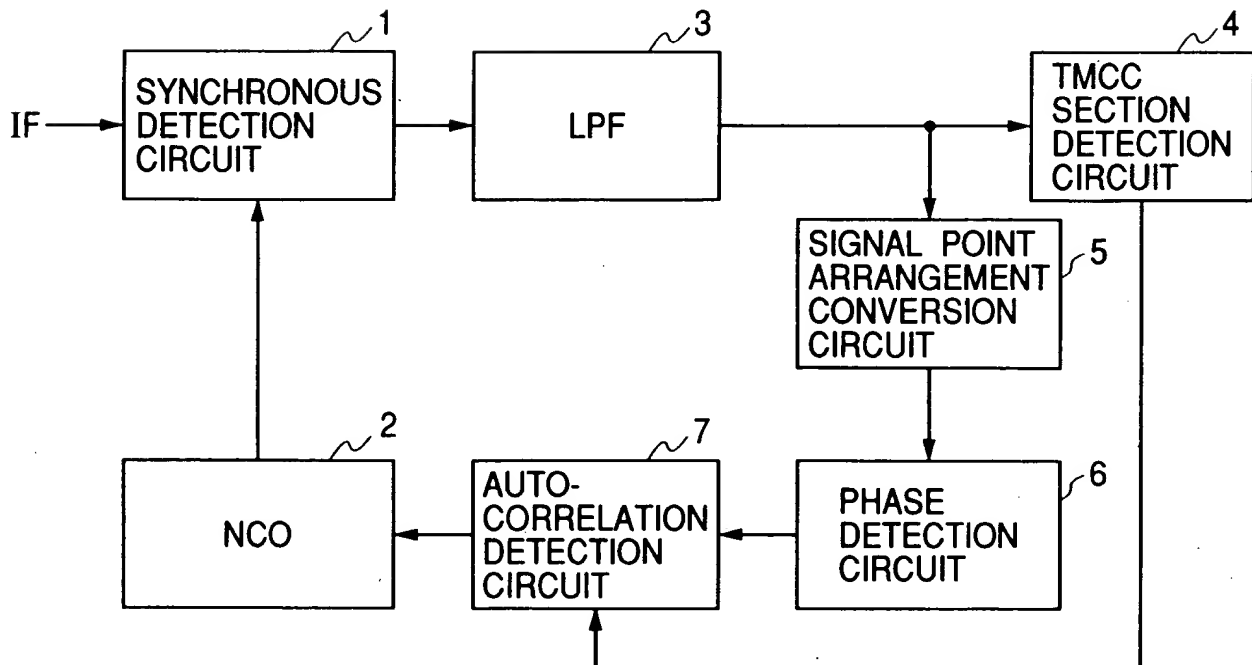 1
SYNCHRONOUS
DETECTION
CIRCUIT
IF
3
LPF
4
TMCC
SECTION
DETECTION
CIRCUIT
SIGNAL POINT
ARRANGEMENT
CONVERSION
CIRCUIT
5
2
NCO
7
AUTO-
CORRELATION
DETECTION
CIRCUIT
PHASE
DETECTION
CIRCUIT
6